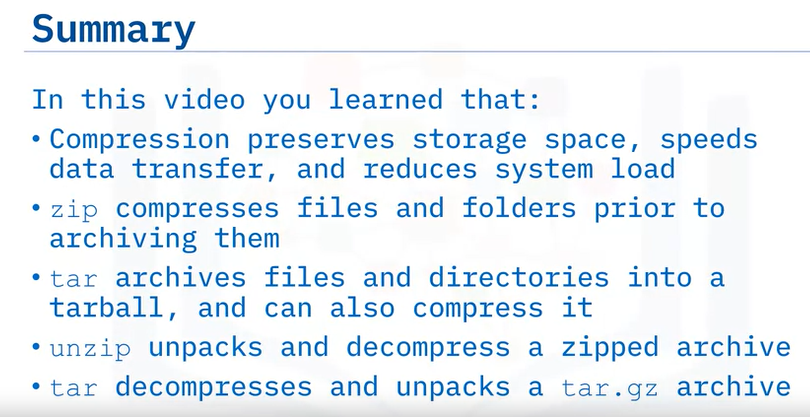 Summary
In this video you learned that:
• Compression preserves storage space, speeds
data transfer, and reduces system load
• zip compresses files and folders prior to
archiving them
• tar archives files and directories into a
tarball, and can also compress it
• unzip unpacks and decompress a zipped archive
• tar decompresses and unpacks a tar.gz archive